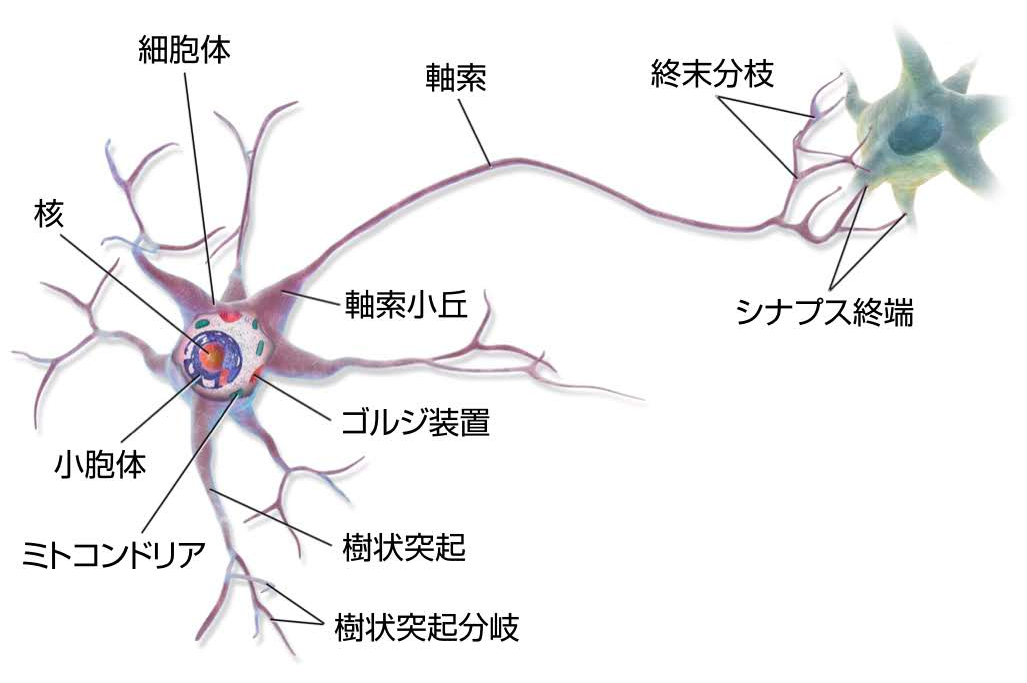 細胞体
軸索
終末分枝
核
軸索小丘
シナプス終端
ゴルジ装置
小胞体
ミトコンドリア
樹状突起
樹状突起分岐